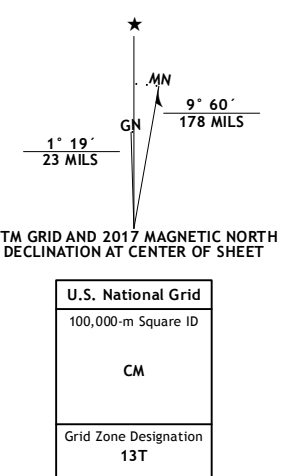 ★
MN
9° 60´
GN
178 MILS
1° 19´
23 MILS
TM GRID AND 2017 MAGNETIC NORTH
DECLINATION AT CENTER OF SHEET
U.S. National Grid
100,000-m Square ID
CM
Grid Zone Designation
13T